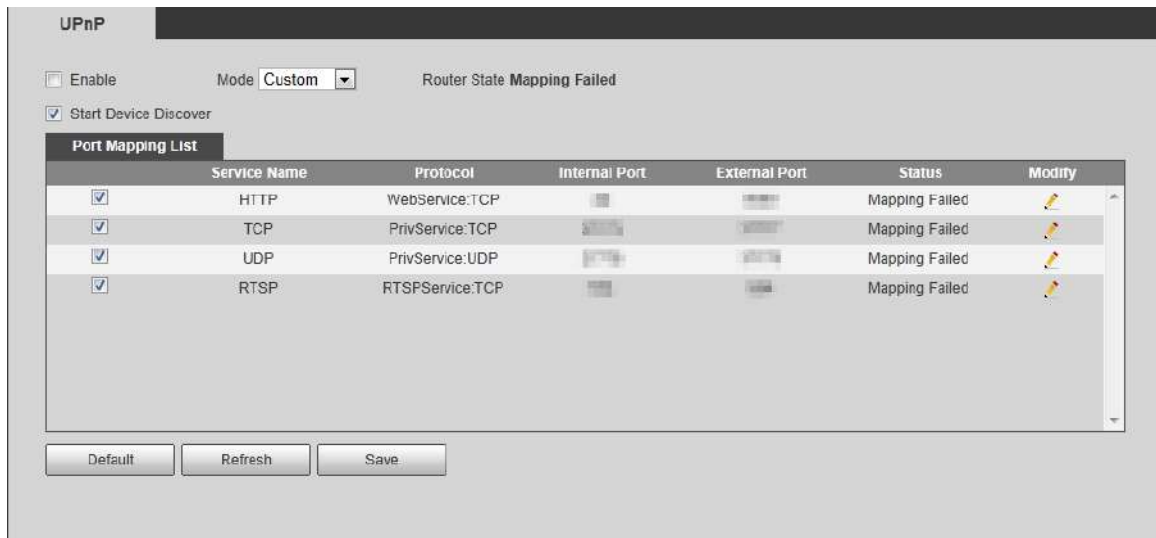 UPnP
Enable Mode Custom Router State Mapping Failed
Start Device Discover
Port Mapping List
Service Name Protocol Internal Port External Port Status Modify
HTTP WebService:TCP Mapping Failed
TCP PrivService:TCP Mapping Failed
UDP PrivService:UDP Mapping Failed
RTSP RTSPService:TCP Mapping Failed
Default Refresh Save